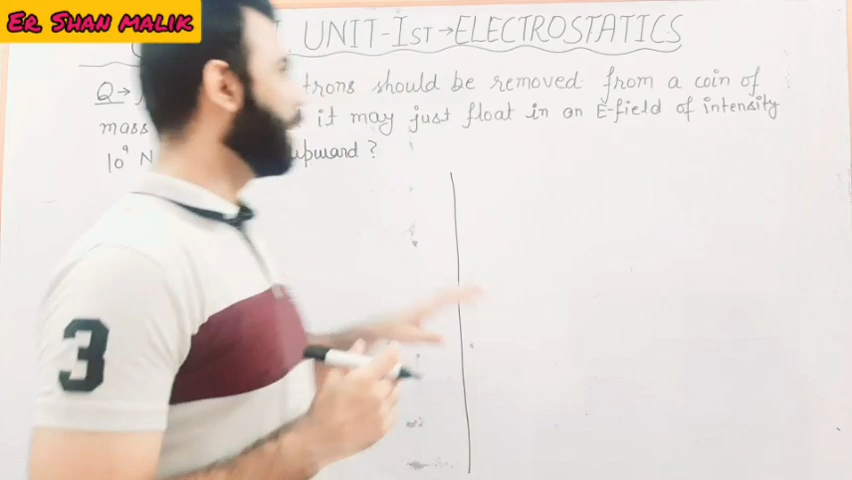 ER. SHAN MALIK
UNIT-IST→ELECTROSTATICS
Q→ trons should be removed from a coin of
mass it may just float in an E-field of intensity
10⁹ N upward?
3